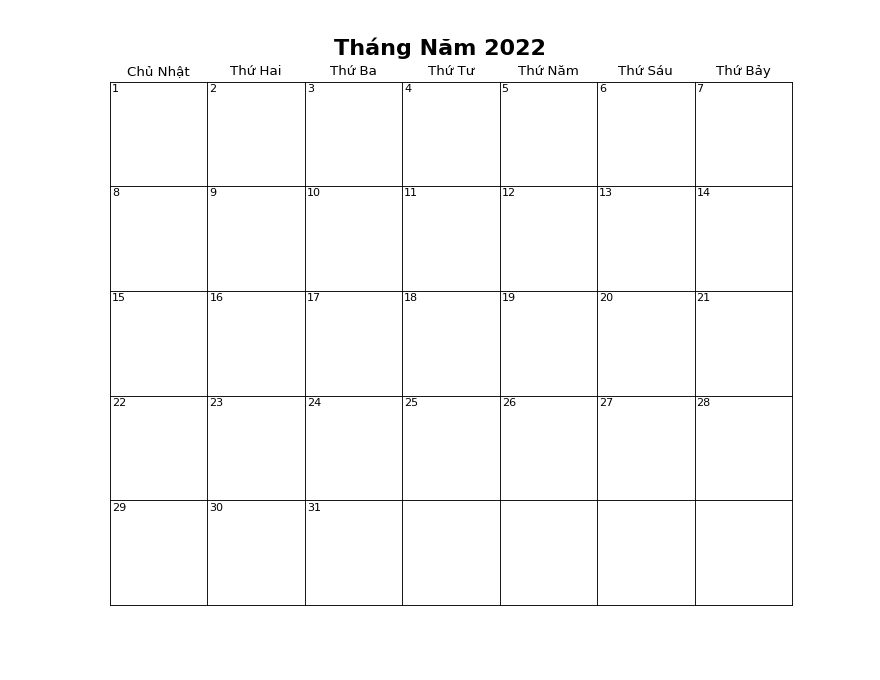 Tháng Năm 2022
Chủ Nhật Thứ Hai Thứ Ba Thứ Tư Thứ Năm Thứ Sáu Thứ Bảy
1 2 3 4 5 6 7
8 9 10 11 12 13 14
15 16 17 18 19 20 21
22 23 24 25 26 27 28
29 30 31